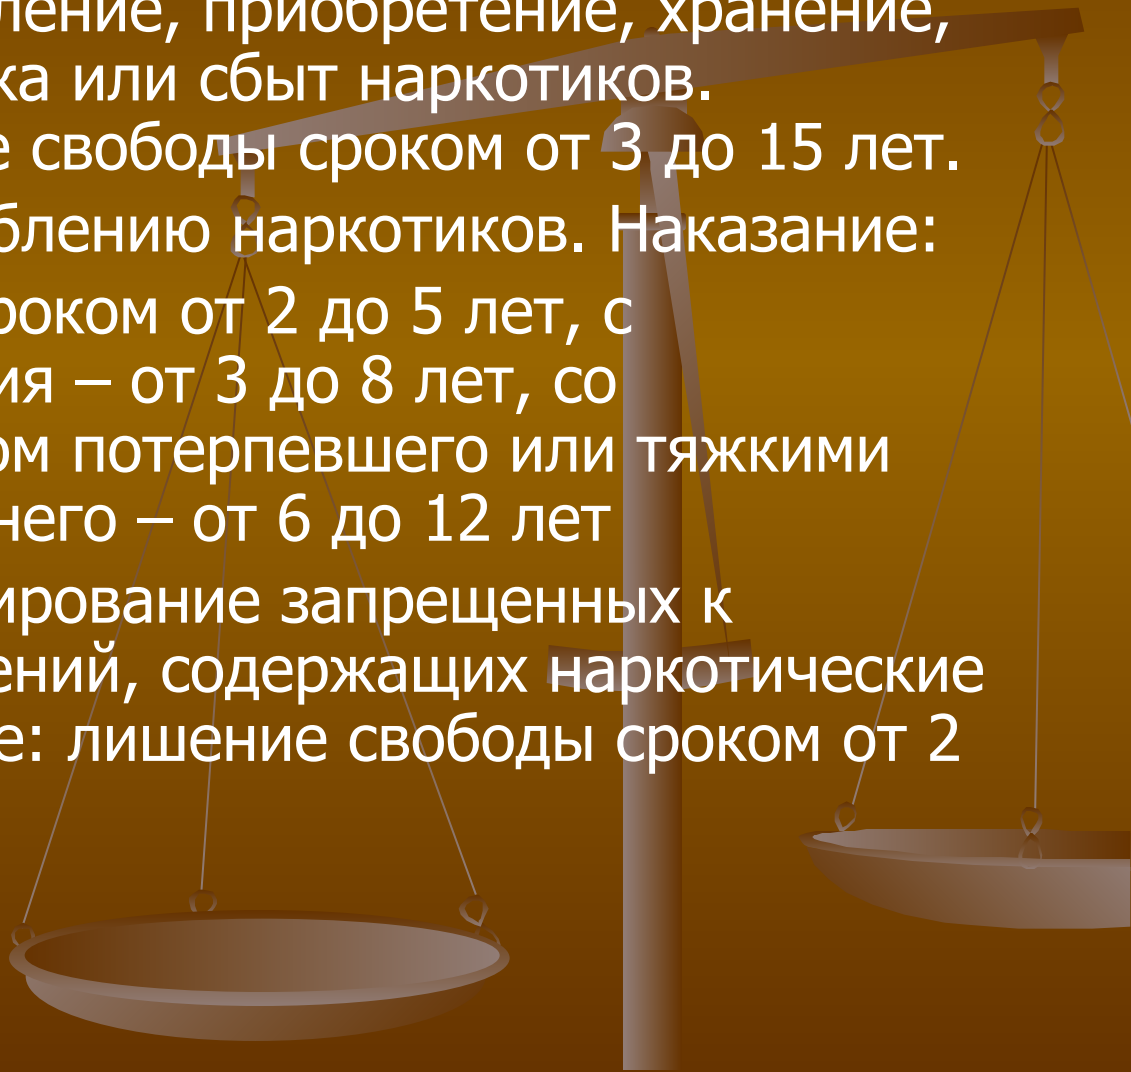 ление, приобретение, хранение,
ка или сбыт наркотиков.
е свободы сроком от 3 до 15 лет.
блению наркотиков. Наказание:
роком от 2 до 5 лет, с
ия – от 3 до 8 лет, со
ом потерпевшего или тяжкими
него – от 6 до 12 лет
ирование запрещенных к
ений, содержащих наркотические
е: лишение свободы сроком от 2